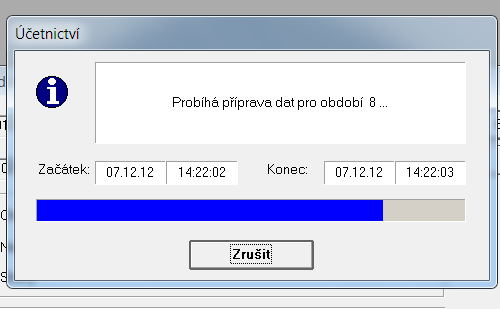 Účetnictví
Probíhá příprava dat pro období 8 ...
Začátek: 07.12.12 14:22:02 Konec: 07.12.12 14:22:03
Zrušit